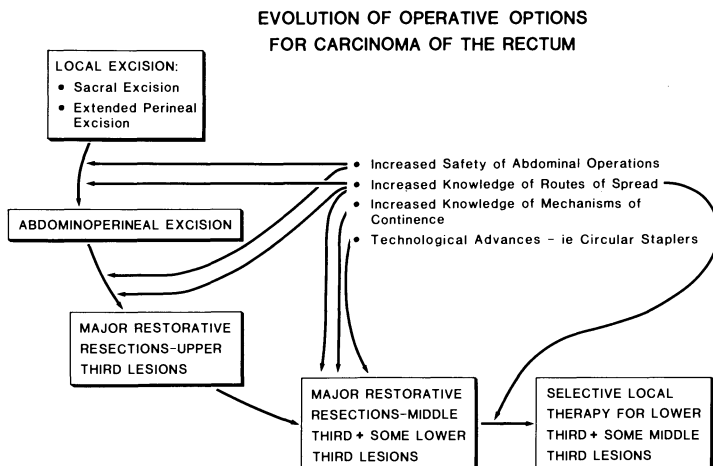 EVOLUTION OF OPERATIVE OPTIONS
FOR CARCINOMA OF THE RECTUM
LOCAL EXCISION:
• Sacral Excision
• Extended Perineal
Excision
• Increased Safety of Abdominal Operations
• Increased Knowledge of Routes of Spread
• Increased Knowledge of Mechanisms of
Continence
• Technological Advances - ie Circular Staplers
ABDOMINOPERINEAL EXCISION
MAJOR RESTORATIVE
RESECTIONS-UPPER
THIRD LESIONS
MAJOR RESTORATIVE
RESECTIONS-MIDDLE
THIRD + SOME LOWER
THIRD LESIONS
SELECTIVE LOCAL
THERAPY FOR LOWER
THIRD + SOME MIDDLE
THIRD LESIONS